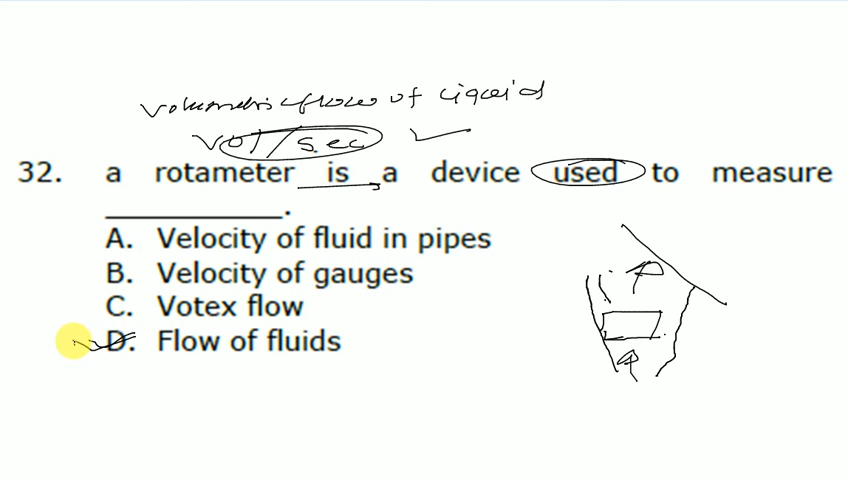 volumetric flow of liquid
vol/sec
32. a rotameter is a device used to measure
____________.
A. Velocity of fluid in pipes
B. Velocity of gauges
C. Votex flow
D. Flow of fluids